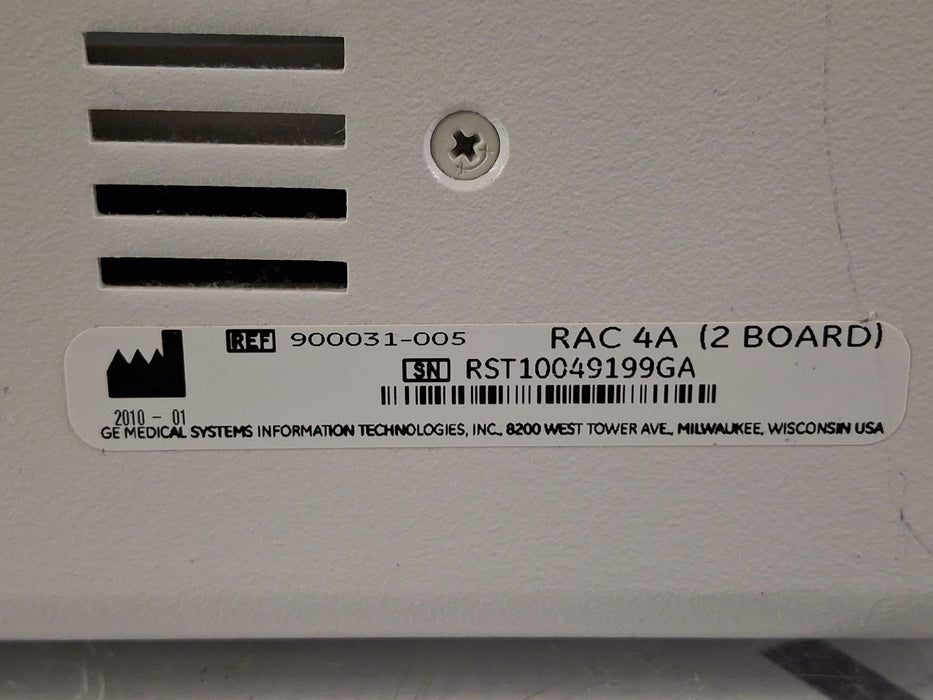 REF 900031-005 RAC 4A (2 BOARD)
SN RST10049199GA
2010 - 01
GE MEDICAL SYSTEMS INFORMATION TECHNOLOGIES, INC., 8200 WEST TOWER AVE., MILWAUKEE, WISCONSIN USA